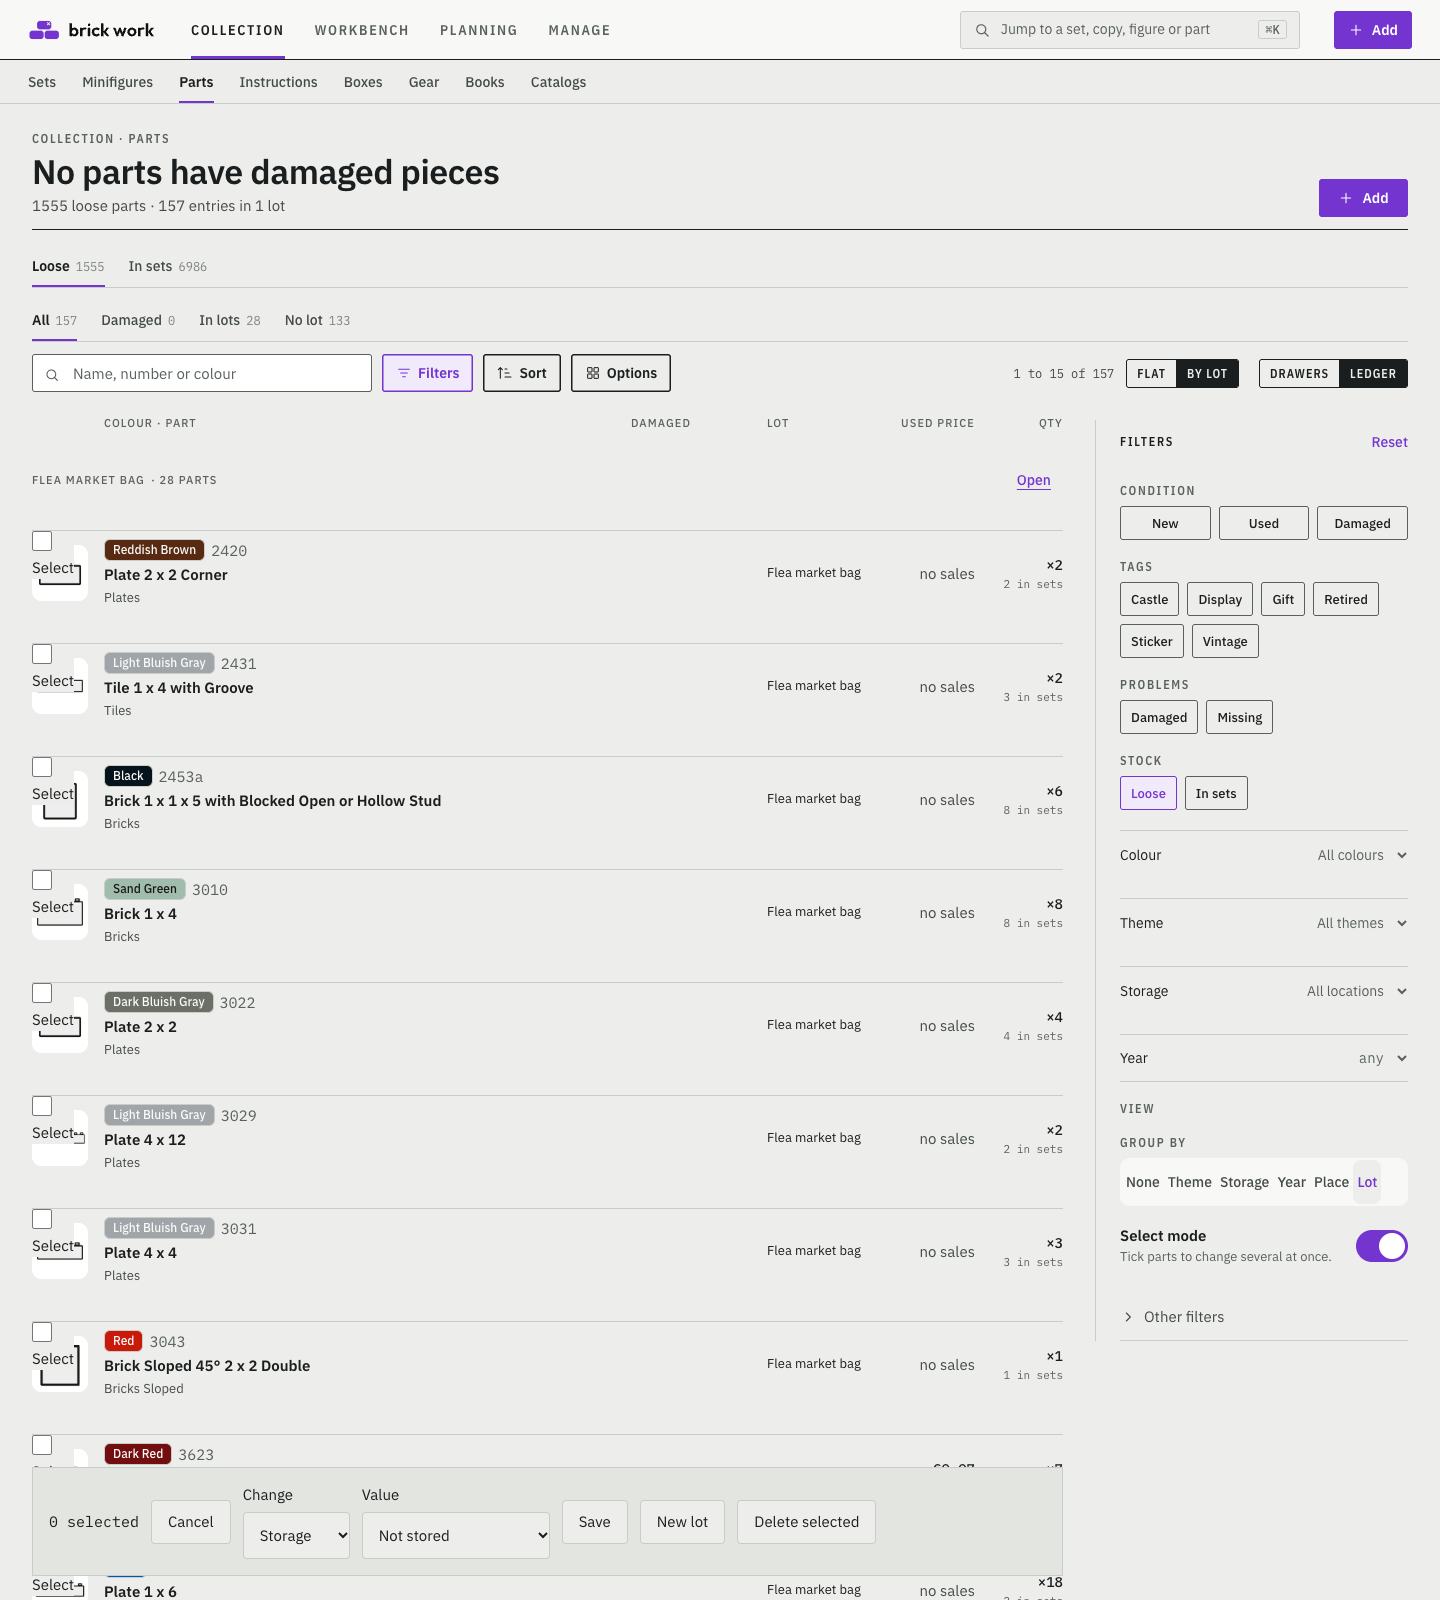 brick work COLLECTION WORKBENCH PLANNING MANAGE Jump to a set, copy, figure or part ⌘K + Add
Sets Minifigures Parts Instructions Boxes Gear Books Catalogs
COLLECTION · PARTS
No parts have damaged pieces
1555 loose parts · 157 entries in 1 lot
+ Add
Loose 1555 In sets 6986
All 157 Damaged 0 In lots 28 No lot 133
Name, number or colour Filters Sort Options 1 to 15 of 157 FLAT BY LOT DRAWERS LEDGER
COLOUR · PART DAMAGED LOT USED PRICE QTY
FLEA MARKET BAG · 28 PARTS Open
Reddish Brown 2420
Select Plate 2 x 2 Corner Flea market bag no sales ×2
Plates 2 in sets
Light Bluish Gray 2431
Select Tile 1 x 4 with Groove Flea market bag no sales ×2
Tiles 3 in sets
Black 2453a
Select Brick 1 x 1 x 5 with Blocked Open or Hollow Stud Flea market bag no sales ×6
Bricks 8 in sets
Sand Green 3010
Select Brick 1 x 4 Flea market bag no sales ×8
Bricks 8 in sets
Dark Bluish Gray 3022
Select Plate 2 x 2 Flea market bag no sales ×4
Plates 4 in sets
Light Bluish Gray 3029
Select Plate 4 x 12 Flea market bag no sales ×2
Plates 2 in sets
Light Bluish Gray 3031
Select Plate 4 x 4 Flea market bag no sales ×3
Plates 3 in sets
Red 3043
Select Brick Sloped 45° 2 x 2 Double Flea market bag no sales ×1
Bricks Sloped 1 in sets
Dark Red 3623
0 selected Cancel Change Storage Value Not stored Save New lot Delete selected
Select Plate 1 x 6 Flea market bag no sales ×18
FILTERS Reset
CONDITION
New Used Damaged
TAGS
Castle Display Gift Retired
Sticker Vintage
PROBLEMS
Damaged Missing
STOCK
Loose In sets
Colour All colours
Theme All themes
Storage All locations
Year any
VIEW
GROUP BY
None Theme Storage Year Place Lot
Select mode
Tick parts to change several at once.
Other filters